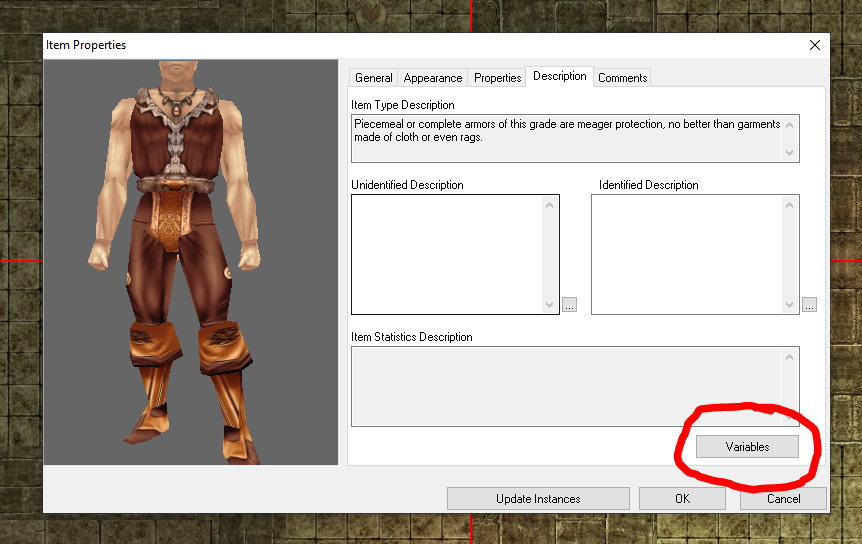 Item Properties
General Appearance Properties Description Comments
Item Type Description
Piecemeal or complete armors of this grade are meager protection, no better than garments
made of cloth or even rags.
Unidentified Description
Identified Description
...
...
Item Statistics Description
Variables
Update Instances
OK
Cancel